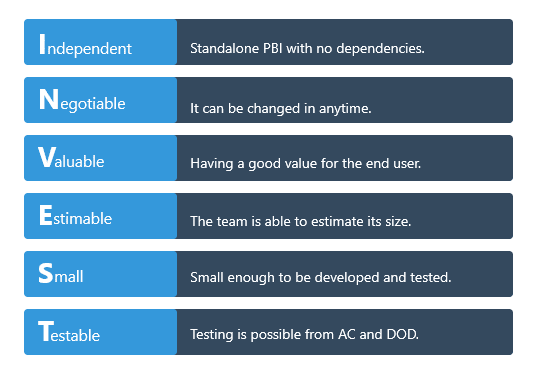 Independent
Standalone PBI with no dependencies.
Negotiable
It can be changed in anytime.
Valuable
Having a good value for the end user.
Estimable
The team is able to estimate its size.
Small
Small enough to be developed and tested.
Testable
Testing is possible from AC and DOD.